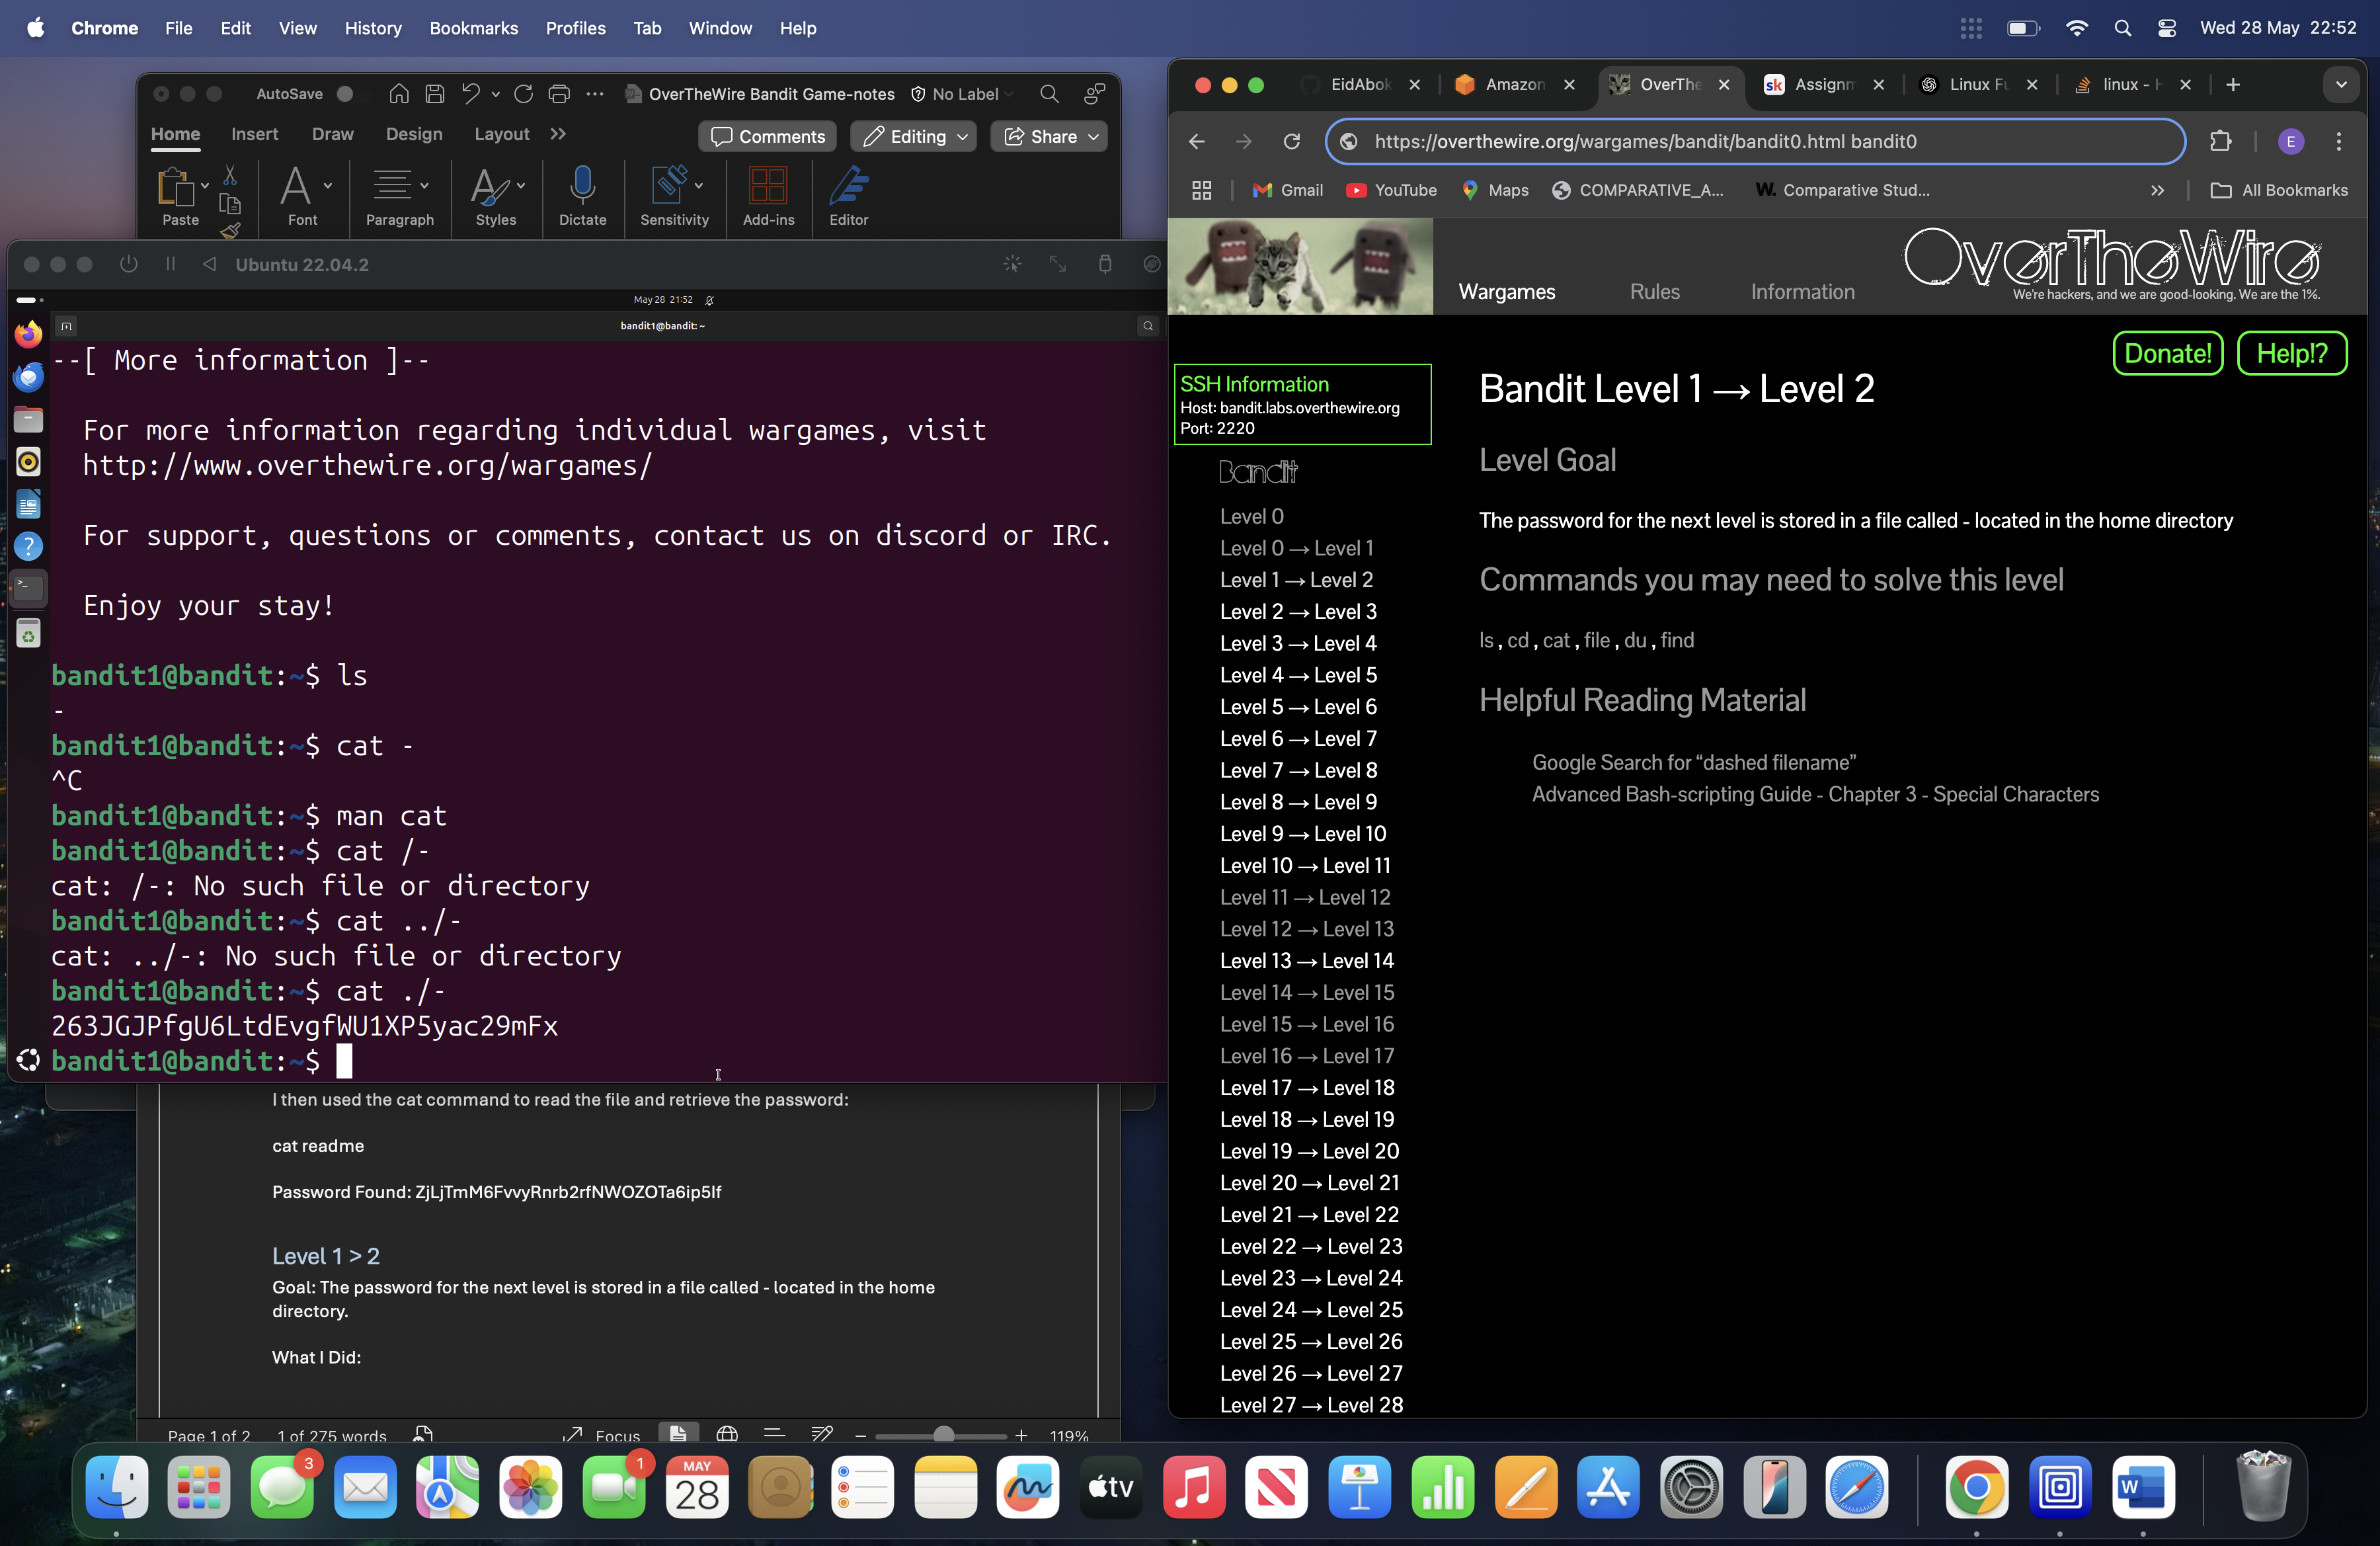 Chrome File Edit View History Bookmarks Profiles Tab Window Help
Wed 28 May 22:52
AutoSave
OverTheWire Bandit Game-notes
No Label
Home Insert Draw Design Layout >>
Comments Editing Share
Paste Font Paragraph Styles Dictate Sensitivity Add-ins Editor
Ubuntu 22.04.2
May 28 21:52
bandit1@bandit: ~
--[ More information ]--
For more information regarding individual wargames, visit
http://www.overthewire.org/wargames/
For support, questions or comments, contact us on discord or IRC.
Enjoy your stay!
bandit1@bandit:~$ ls
-
bandit1@bandit:~$ cat -
^C
bandit1@bandit:~$ man cat
bandit1@bandit:~$ cat /-
cat: /-: No such file or directory
bandit1@bandit:~$ cat ../-
cat: ../-: No such file or directory
bandit1@bandit:~$ cat ./-
263JGJPfgU6LtdEvgfWU1XP5yac29mFx
bandit1@bandit:~$
I then used the cat command to read the file and retrieve the password:
cat readme
Password Found: ZjLjTmM6FvvyRnrb2rfNWOZOTa6ip5If
Level 1 > 2
Goal: The password for the next level is stored in a file called - located in the home
directory.
What I Did:
Page 1 of 2 1 of 275 words Focus 119%
EidAbok Amazon OverThe Assignm Linux Fu linux - H
https://overthewire.org/wargames/bandit/bandit0.html bandit0
E
Gmail YouTube Maps COMPARATIVE_A... W. Comparative Stud... >> All Bookmarks
Wargames Rules Information
OverTheWire
We're hackers, and we are good-looking. We are the 1%.
Donate! Help!?
SSH Information
Host: bandit.labs.overthewire.org
Port: 2220
Bandit
Level 0
Level 0 → Level 1
Level 1 → Level 2
Level 2 → Level 3
Level 3 → Level 4
Level 4 → Level 5
Level 5 → Level 6
Level 6 → Level 7
Level 7 → Level 8
Level 8 → Level 9
Level 9 → Level 10
Level 10 → Level 11
Level 11 → Level 12
Level 12 → Level 13
Level 13 → Level 14
Level 14 → Level 15
Level 15 → Level 16
Level 16 → Level 17
Level 17 → Level 18
Level 18 → Level 19
Level 19 → Level 20
Level 20 → Level 21
Level 21 → Level 22
Level 22 → Level 23
Level 23 → Level 24
Level 24 → Level 25
Level 25 → Level 26
Level 26 → Level 27
Level 27 → Level 28
Bandit Level 1 → Level 2
Level Goal
The password for the next level is stored in a file called - located in the home directory
Commands you may need to solve this level
ls , cd , cat , file , du , find
Helpful Reading Material
Google Search for “dashed filename”
Advanced Bash-scripting Guide - Chapter 3 - Special Characters
3
1
MAY
28
tv
W